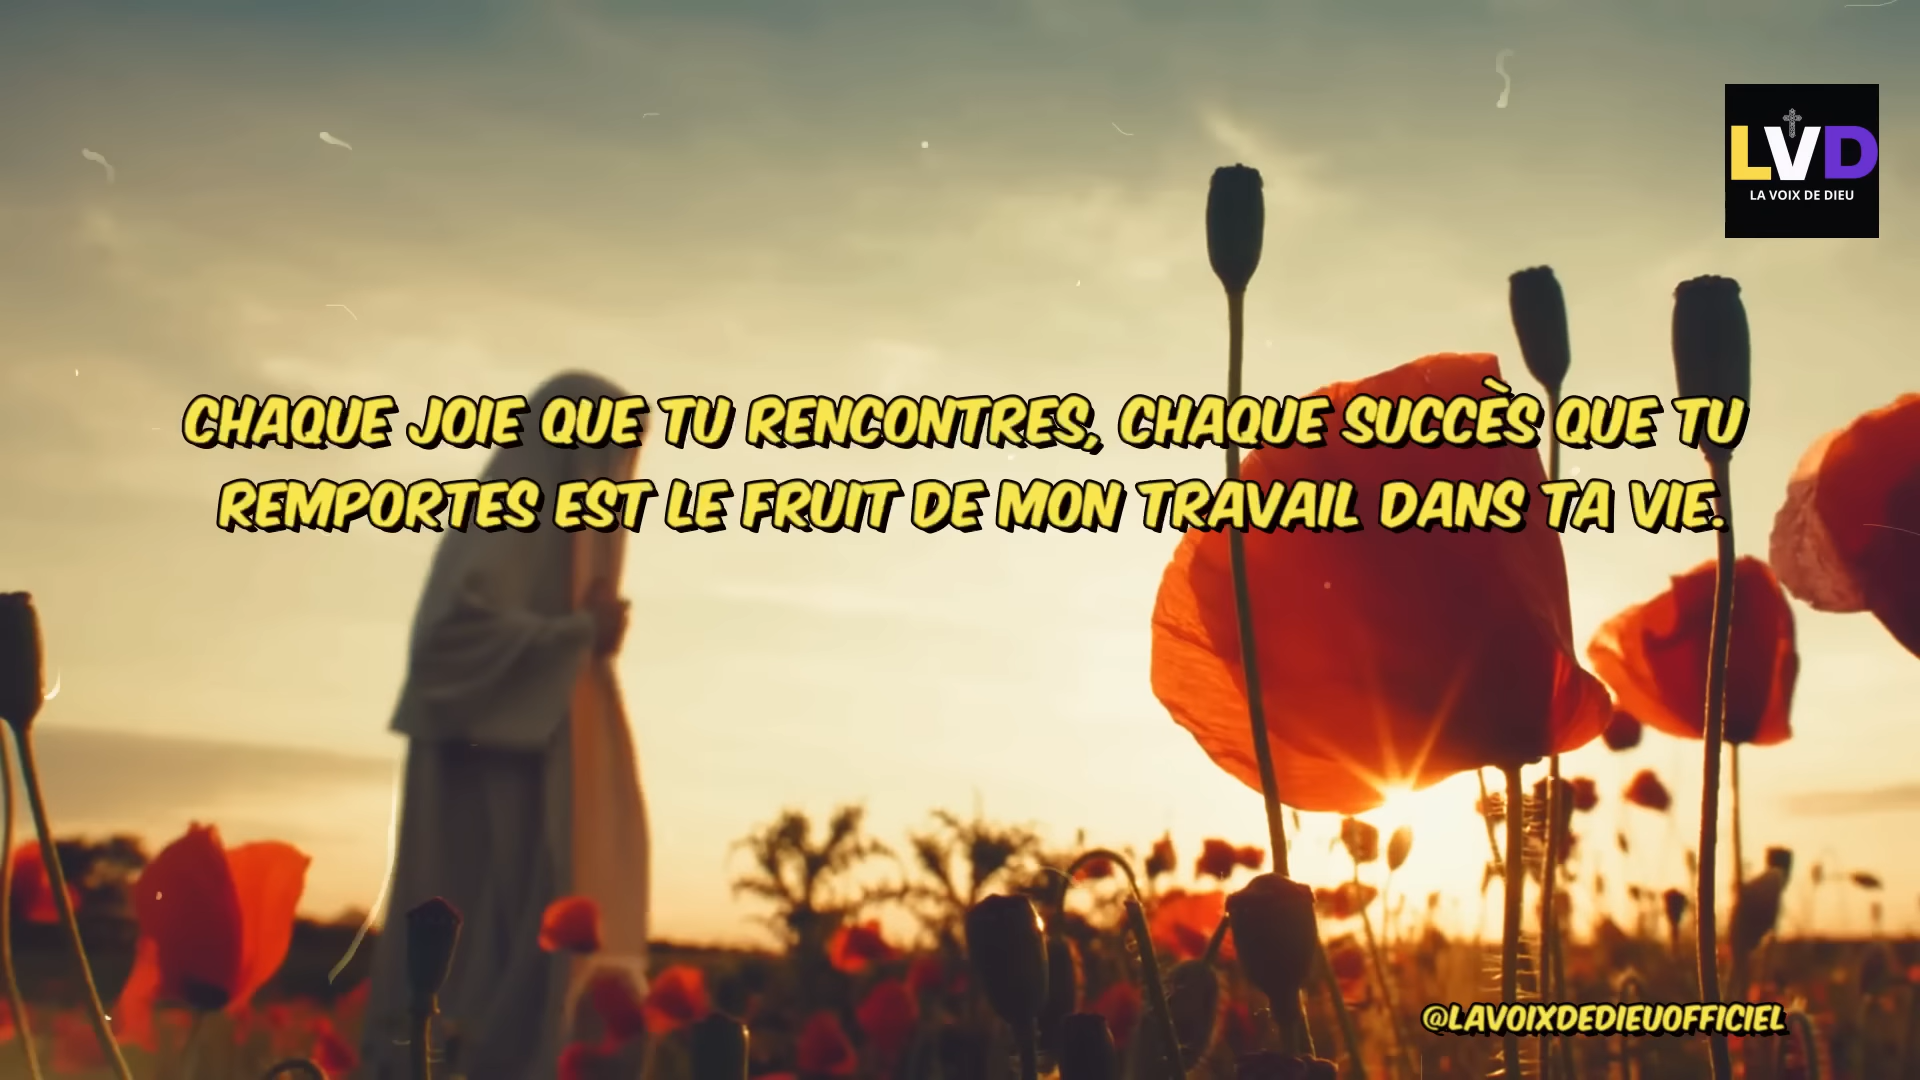 LVD
LA VOIX DE DIEU
CHAQUE JOIE QUE TU RENCONTRES, CHAQUE SUCCÈS QUE TU
REMPORTES EST LE FRUIT DE MON TRAVAIL DANS TA VIE.
@LAVOIXDEDIEUOFFICIEL